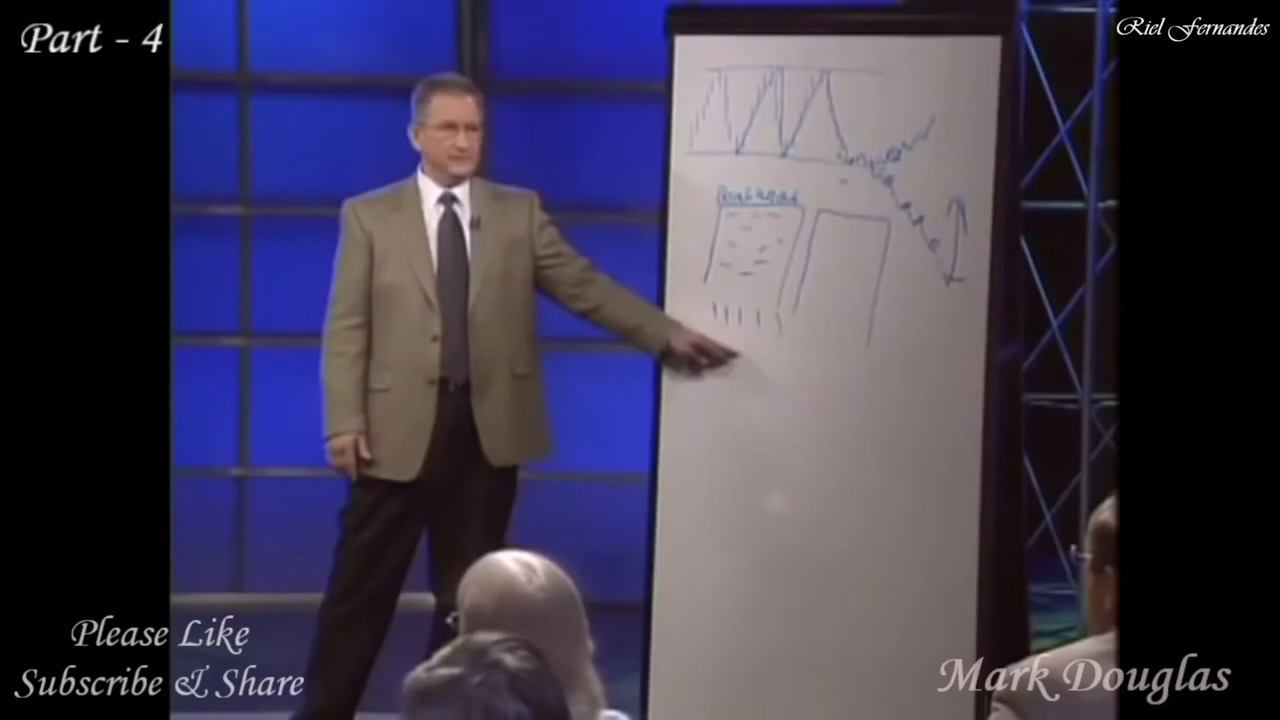 Part - 4
Riel Fernandes
Please Like
Subscribe & Share
Mark Douglas